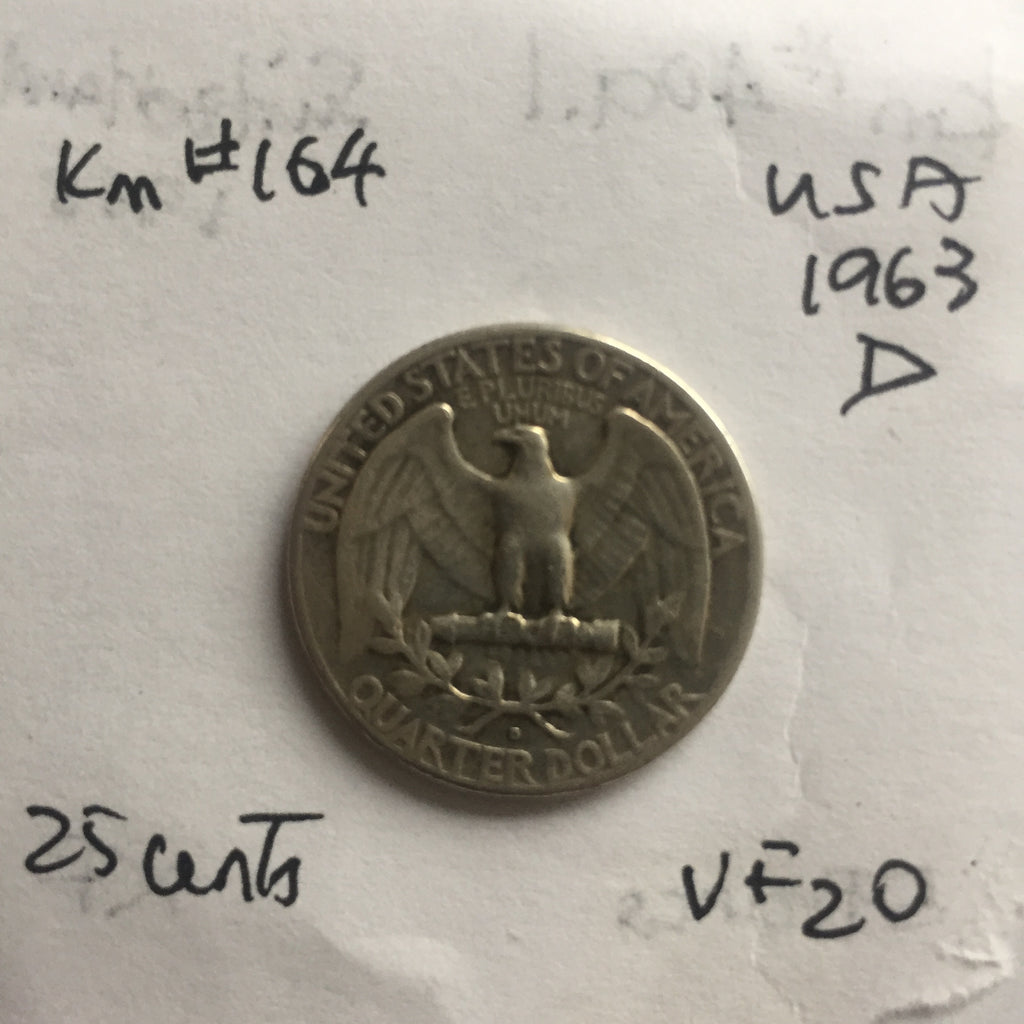 Km #164
USA
1963
D
UNITED STATES OF AMERICA
E PLURIBUS
UNUM
QUARTER DOLLAR
25 cents
VF20